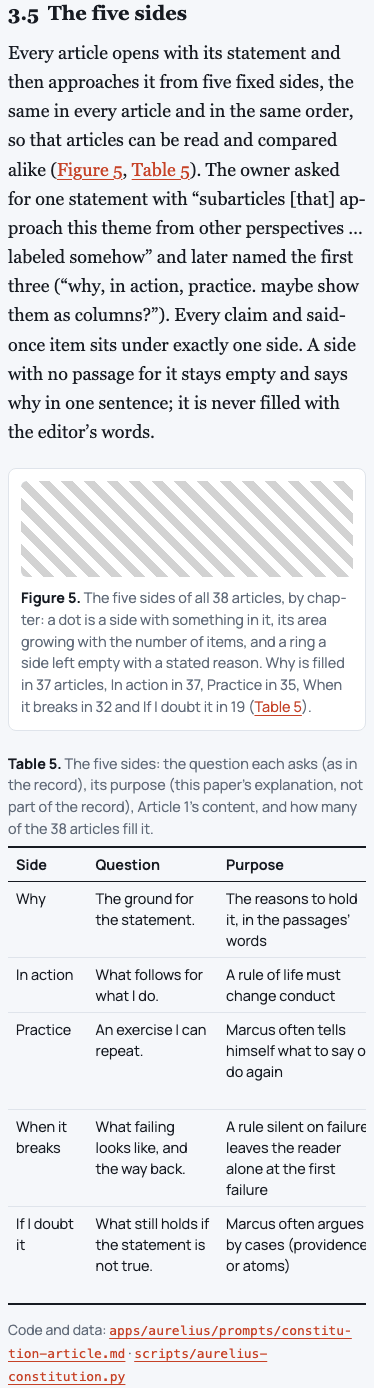 3.5 The five sides
Every article opens with its statement and
then approaches it from five fixed sides, the
same in every article and in the same order,
so that articles can be read and compared
alike (Figure 5, Table 5). The owner asked
for one statement with “subarticles [that] ap-
proach this theme from other perspectives ...
labeled somehow” and later named the first
three (“why, in action, practice. maybe show
them as columns?”). Every claim and said-
once item sits under exactly one side. A side
with no passage for it stays empty and says
why in one sentence; it is never filled with
the editor’s words.
Figure 5. The five sides of all 38 articles, by chap-
ter: a dot is a side with something in it, its area
growing with the number of items, and a ring a
side left empty with a stated reason. Why is filled
in 37 articles, In action in 37, Practice in 35, When
it breaks in 32 and If I doubt it in 19 (Table 5).
Table 5. The five sides: the question each asks (as in
the record), its purpose (this paper’s explanation, not
part of the record), Article 1’s content, and how many
of the 38 articles fill it.
Side Question Purpose
Why The ground for The reasons to hold
the statement. it, in the passages’
words
In action What follows for A rule of life must
what I do. change conduct
Practice An exercise I can Marcus often tells
repeat. himself what to say o
do again
When it What failing A rule silent on failure
breaks looks like, and leaves the reader
the way back. alone at the first
failure
If I doubt What still holds if Marcus often argues
it the statement is by cases (providence
not true. or atoms)
Code and data: apps/aurelius/prompts/constitu-
tion-article.md · scripts/aurelius-
constitution.py